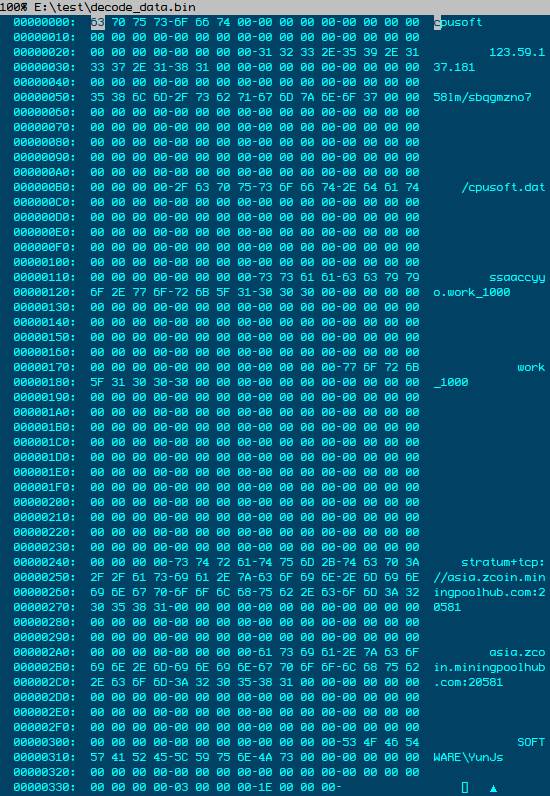 100% E:\test\decode_data.bin
00000000: 63 70 75 73-6F 66 74 00-00 00 00 00-00 00 00 00 cpusoft
00000010: 00 00 00 00-00 00 00 00-00 00 00 00-00 00 00 00
00000020: 00 00 00 00-00 00 00 00-31 32 33 2E-35 39 2E 31 123.59.1
00000030: 33 37 2E 31-38 31 00 00-00 00 00 00-00 00 00 00 37.181
00000040: 00 00 00 00-00 00 00 00-00 00 00 00-00 00 00 00
00000050: 35 38 6C 6D-2F 73 62 71-67 6D 7A 6E-6F 37 00 00 58lm/sbqgmzno7
00000060: 00 00 00 00-00 00 00 00-00 00 00 00-00 00 00 00
00000070: 00 00 00 00-00 00 00 00-00 00 00 00-00 00 00 00
00000080: 00 00 00 00-00 00 00 00-00 00 00 00-00 00 00 00
00000090: 00 00 00 00-00 00 00 00-00 00 00 00-00 00 00 00
000000A0: 00 00 00 00-00 00 00 00-00 00 00 00-00 00 00 00
000000B0: 00 00 00 00-2F 63 70 75-73 6F 66 74-2E 64 61 74 /cpusoft.dat
000000C0: 00 00 00 00-00 00 00 00-00 00 00 00-00 00 00 00
000000D0: 00 00 00 00-00 00 00 00-00 00 00 00-00 00 00 00
000000E0: 00 00 00 00-00 00 00 00-00 00 00 00-00 00 00 00
000000F0: 00 00 00 00-00 00 00 00-00 00 00 00-00 00 00 00
00000100: 00 00 00 00-00 00 00 00-00 00 00 00-00 00 00 00
00000110: 00 00 00 00-00 00 00 00-73 73 61 61-63 63 79 79 ssaaccyy
00000120: 6F 2E 77 6F-72 6B 5F 31-30 30 30 00-00 00 00 00 o.work_1000
00000130: 00 00 00 00-00 00 00 00-00 00 00 00-00 00 00 00
00000140: 00 00 00 00-00 00 00 00-00 00 00 00-00 00 00 00
00000150: 00 00 00 00-00 00 00 00-00 00 00 00-00 00 00 00
00000160: 00 00 00 00-00 00 00 00-00 00 00 00-00 00 00 00
00000170: 00 00 00 00-00 00 00 00-00 00 00 00-77 6F 72 6B work
00000180: 5F 31 30 30-30 00 00 00-00 00 00 00-00 00 00 00 _1000
00000190: 00 00 00 00-00 00 00 00-00 00 00 00-00 00 00 00
000001A0: 00 00 00 00-00 00 00 00-00 00 00 00-00 00 00 00
000001B0: 00 00 00 00-00 00 00 00-00 00 00 00-00 00 00 00
000001C0: 00 00 00 00-00 00 00 00-00 00 00 00-00 00 00 00
000001D0: 00 00 00 00-00 00 00 00-00 00 00 00-00 00 00 00
000001E0: 00 00 00 00-00 00 00 00-00 00 00 00-00 00 00 00
000001F0: 00 00 00 00-00 00 00 00-00 00 00 00-00 00 00 00
00000200: 00 00 00 00-00 00 00 00-00 00 00 00-00 00 00 00
00000210: 00 00 00 00-00 00 00 00-00 00 00 00-00 00 00 00
00000220: 00 00 00 00-00 00 00 00-00 00 00 00-00 00 00 00
00000230: 00 00 00 00-00 00 00 00-00 00 00 00-00 00 00 00
00000240: 00 00 00 00-73 74 72 61-74 75 6D 2B-74 63 70 3A stratum+tcp:
00000250: 2F 2F 61 73-69 61 2E 7A-63 6F 69 6E-2E 6D 69 6E //asia.zcoin.min
00000260: 69 6E 67 70-6F 6F 6C 68-75 62 2E 63-6F 6D 3A 32 ingpoolhub.com:2
00000270: 30 35 38 31-00 00 00 00-00 00 00 00-00 00 00 00 0581
00000280: 00 00 00 00-00 00 00 00-00 00 00 00-00 00 00 00
00000290: 00 00 00 00-00 00 00 00-00 00 00 00-00 00 00 00
000002A0: 00 00 00 00-00 00 00 00-61 73 69 61-2E 7A 63 6F asia.zco
000002B0: 69 6E 2E 6D-69 6E 69 6E-67 70 6F 6F-6C 68 75 62 in.miningpoolhub
000002C0: 2E 63 6F 6D-3A 32 30 35-38 31 00 00-00 00 00 00 .com:20581
000002D0: 00 00 00 00-00 00 00 00-00 00 00 00-00 00 00 00
000002E0: 00 00 00 00-00 00 00 00-00 00 00 00-00 00 00 00
000002F0: 00 00 00 00-00 00 00 00-00 00 00 00-00 00 00 00
00000300: 00 00 00 00-00 00 00 00-00 00 00 00-53 4F 46 54 SOFT
00000310: 57 41 52 45-5C 59 75 6E-4A 73 00 00-00 00 00 00 WARE\YunJs
00000320: 00 00 00 00-00 00 00 00-00 00 00 00-00 00 00 00
00000330: 00 00 00 00-03 00 00 00-1E 00 00 00- ▯ ▲